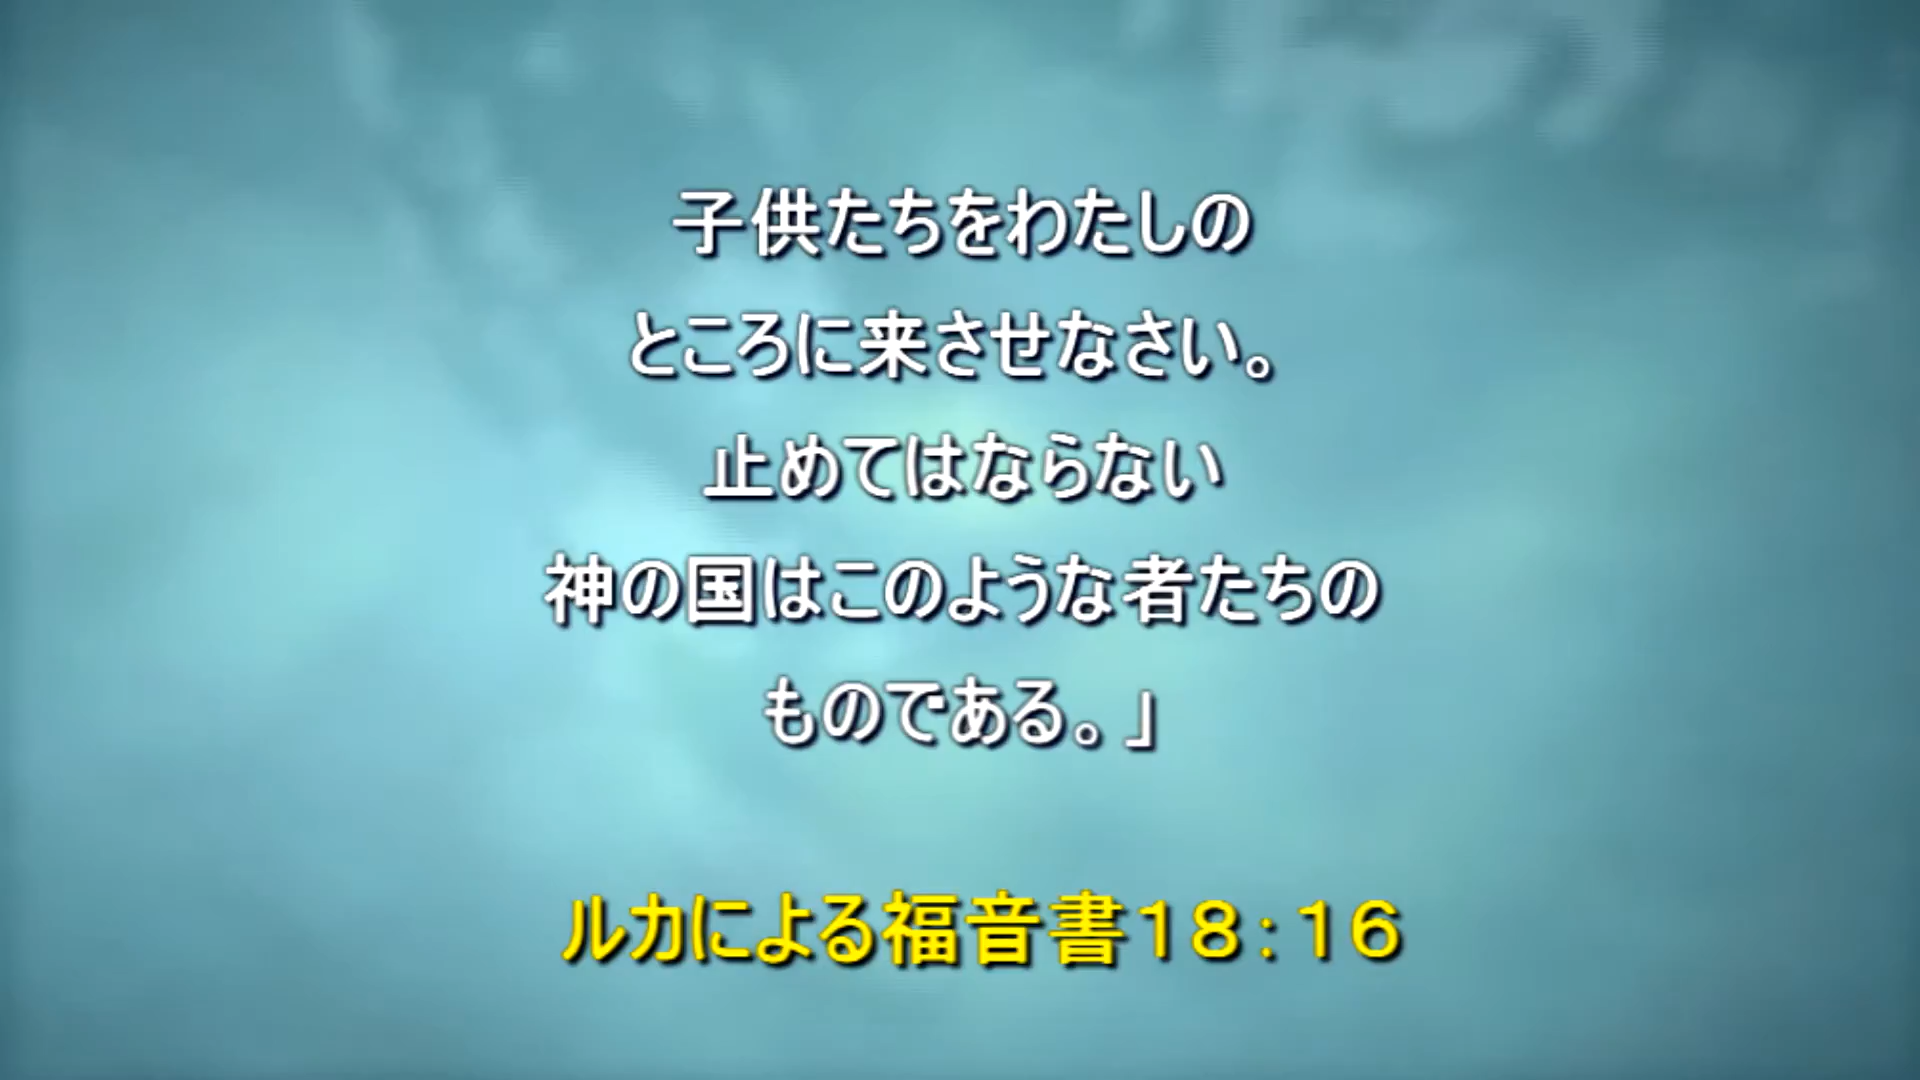 子供たちをわたしの
ところに来させなさい。
止めてはならない
神の国はこのような者たちの
ものである。」
ルカによる福音書１８：１６